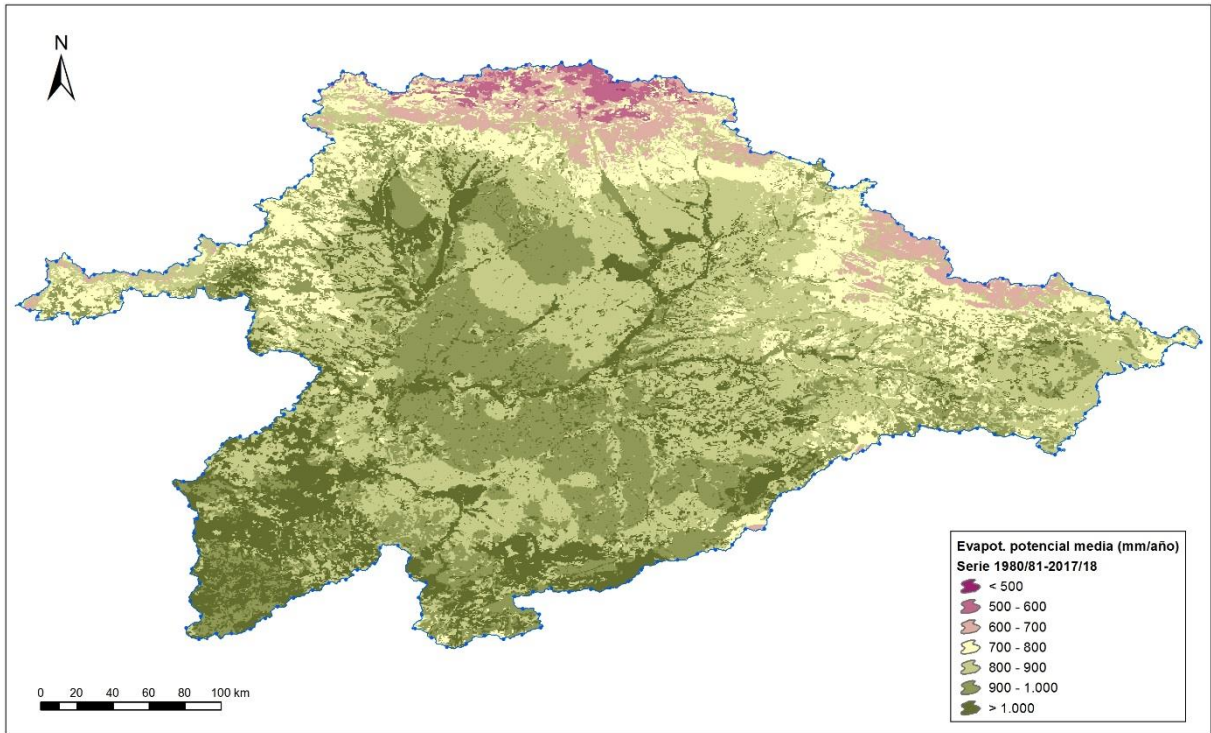 N
Evapot. potencial media (mm/año)
Serie 1980/81-2017/18
< 500
500 - 600
600 - 700
700 - 800
800 - 900
900 - 1.000
> 1.000
0 20 40 60 80 100 km